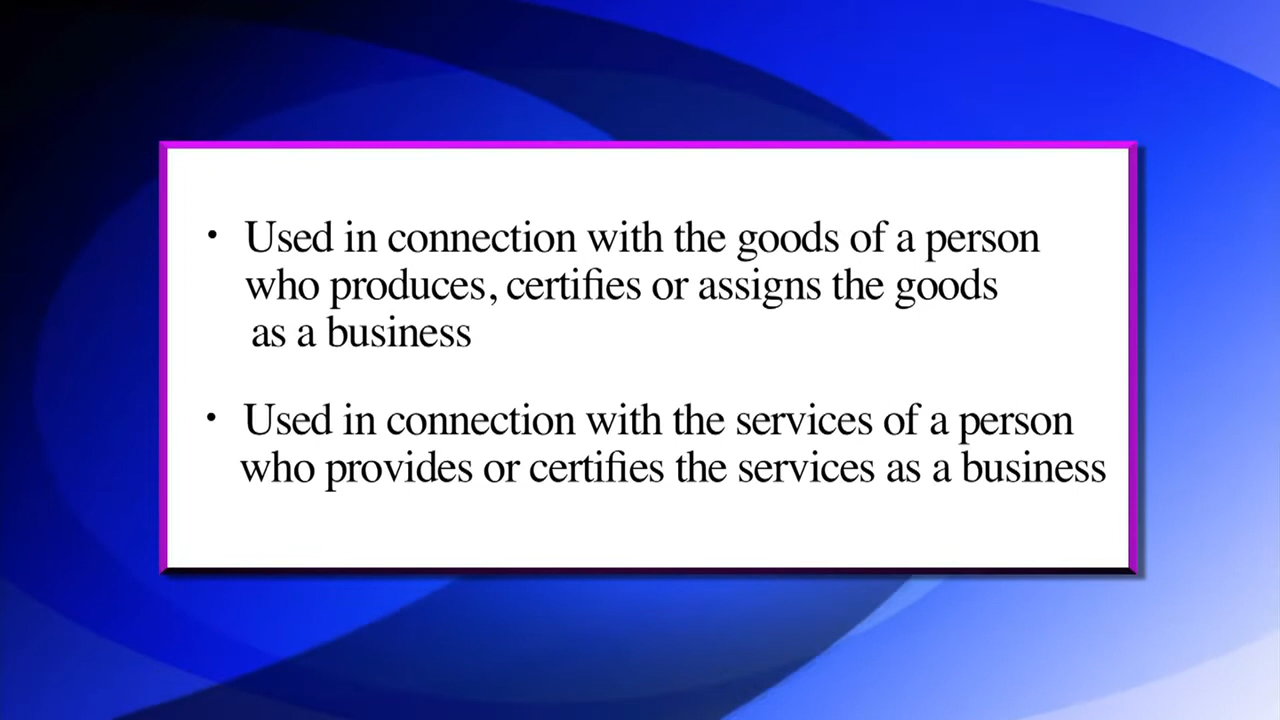 • Used in connection with the goods of a person
who produces, certifies or assigns the goods
as a business
• Used in connection with the services of a person
who provides or certifies the services as a business